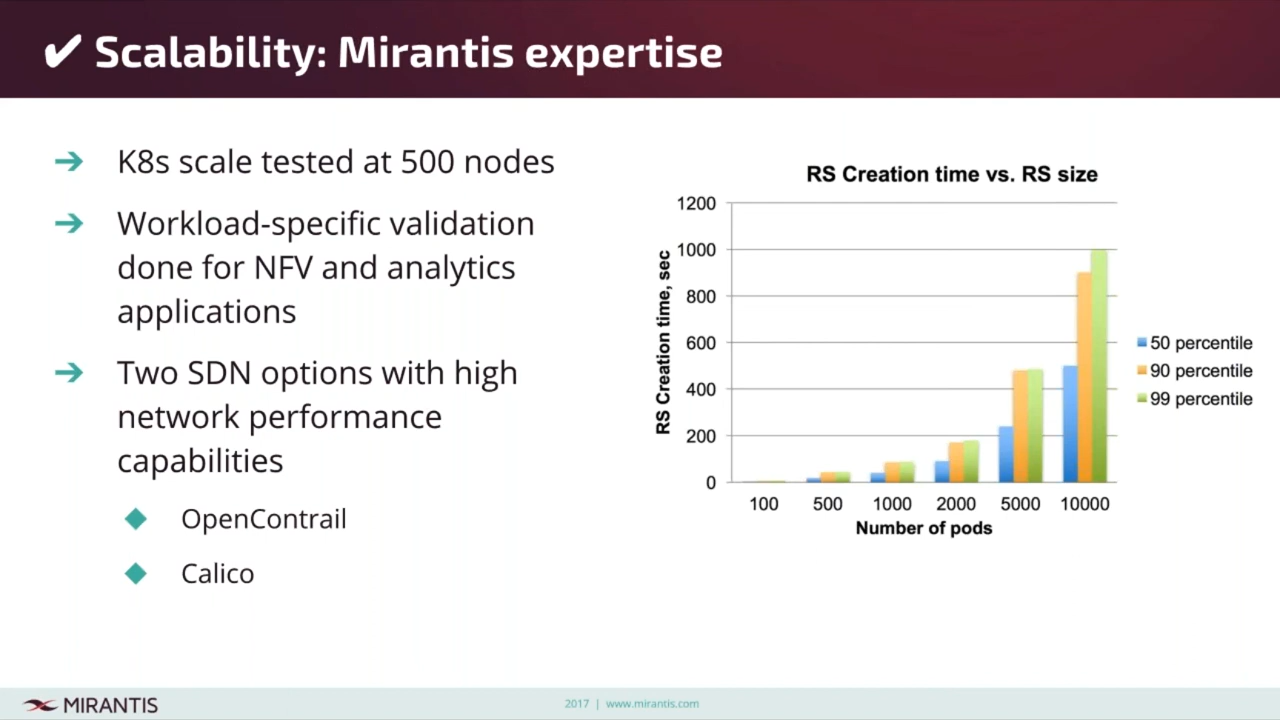 ✔ Scalability: Mirantis expertise
➔ K8s scale tested at 500 nodes
➔ Workload-specific validation
done for NFV and analytics
applications
➔ Two SDN options with high
network performance
capabilities
◆ OpenContrail
◆ Calico
RS Creation time vs. RS size
RS Creation time, sec
1200
1000
800
600
400
200
0
100 500 1000 2000 5000 10000
Number of pods
50 percentile
90 percentile
99 percentile
MIRANTIS
2017 | www.mirantis.com